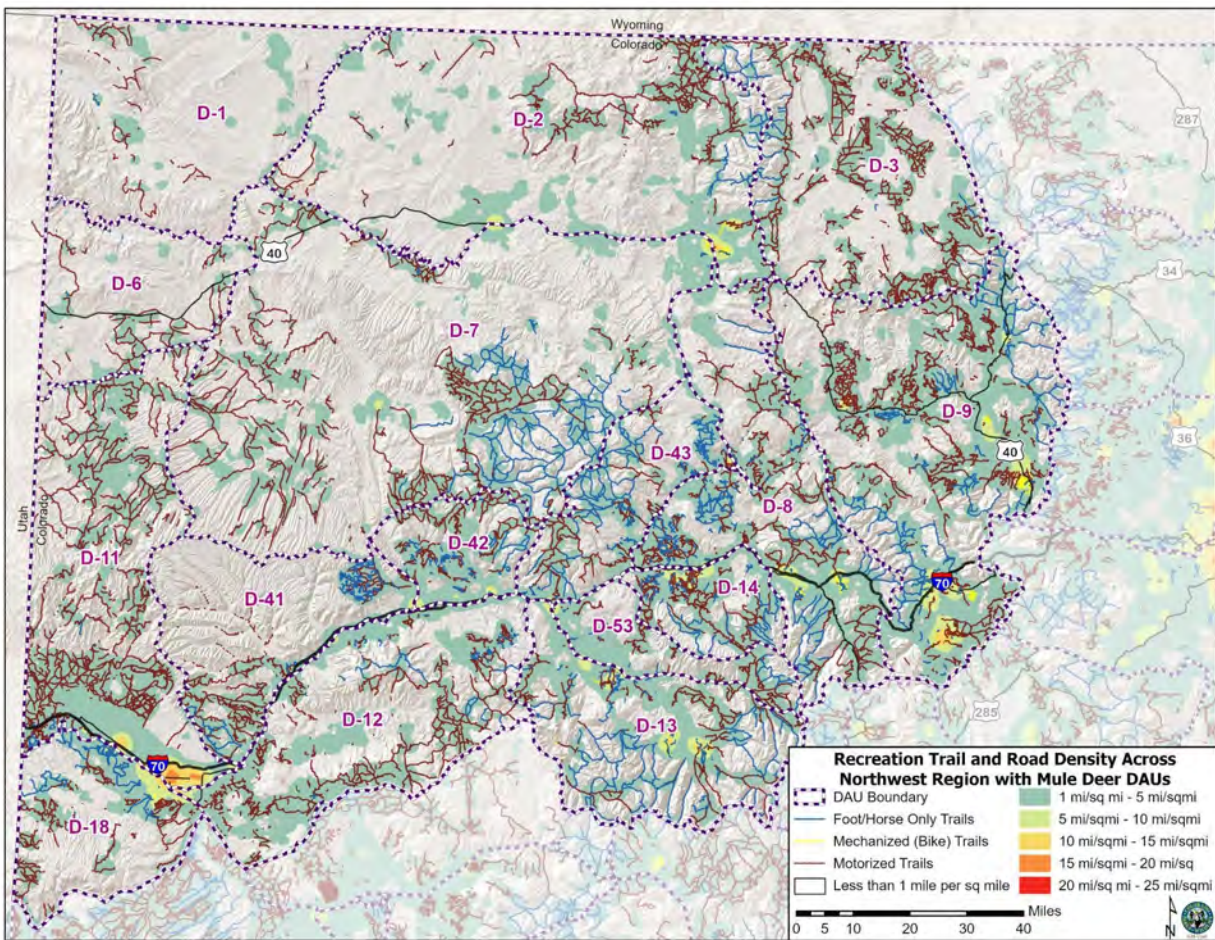 Wyoming
Colorado
287
D-1
D-2
D-3
40
34
D-6
D-7
D-9
36
40
D-43
Utah
Colorado
D-8
D-42
D-11
D-41
70
D-14
D-53
D-12
285
D-13
70
D-18
Recreation Trail and Road Density Across
Northwest Region with Mule Deer DAUs
DAU Boundary
Foot/Horse Only Trails
Mechanized (Bike) Trails
Motorized Trails
Less than 1 mile per sq mile
1 mi/sq mi - 5 mi/sqmi
5 mi/sqmi - 10 mi/sqmi
10 mi/sqmi - 15 mi/sqmi
15 mi/sqmi - 20 mi/sq
20 mi/sq mi - 25 mi/sqmi
Miles
0 5 10 20 30 40
N